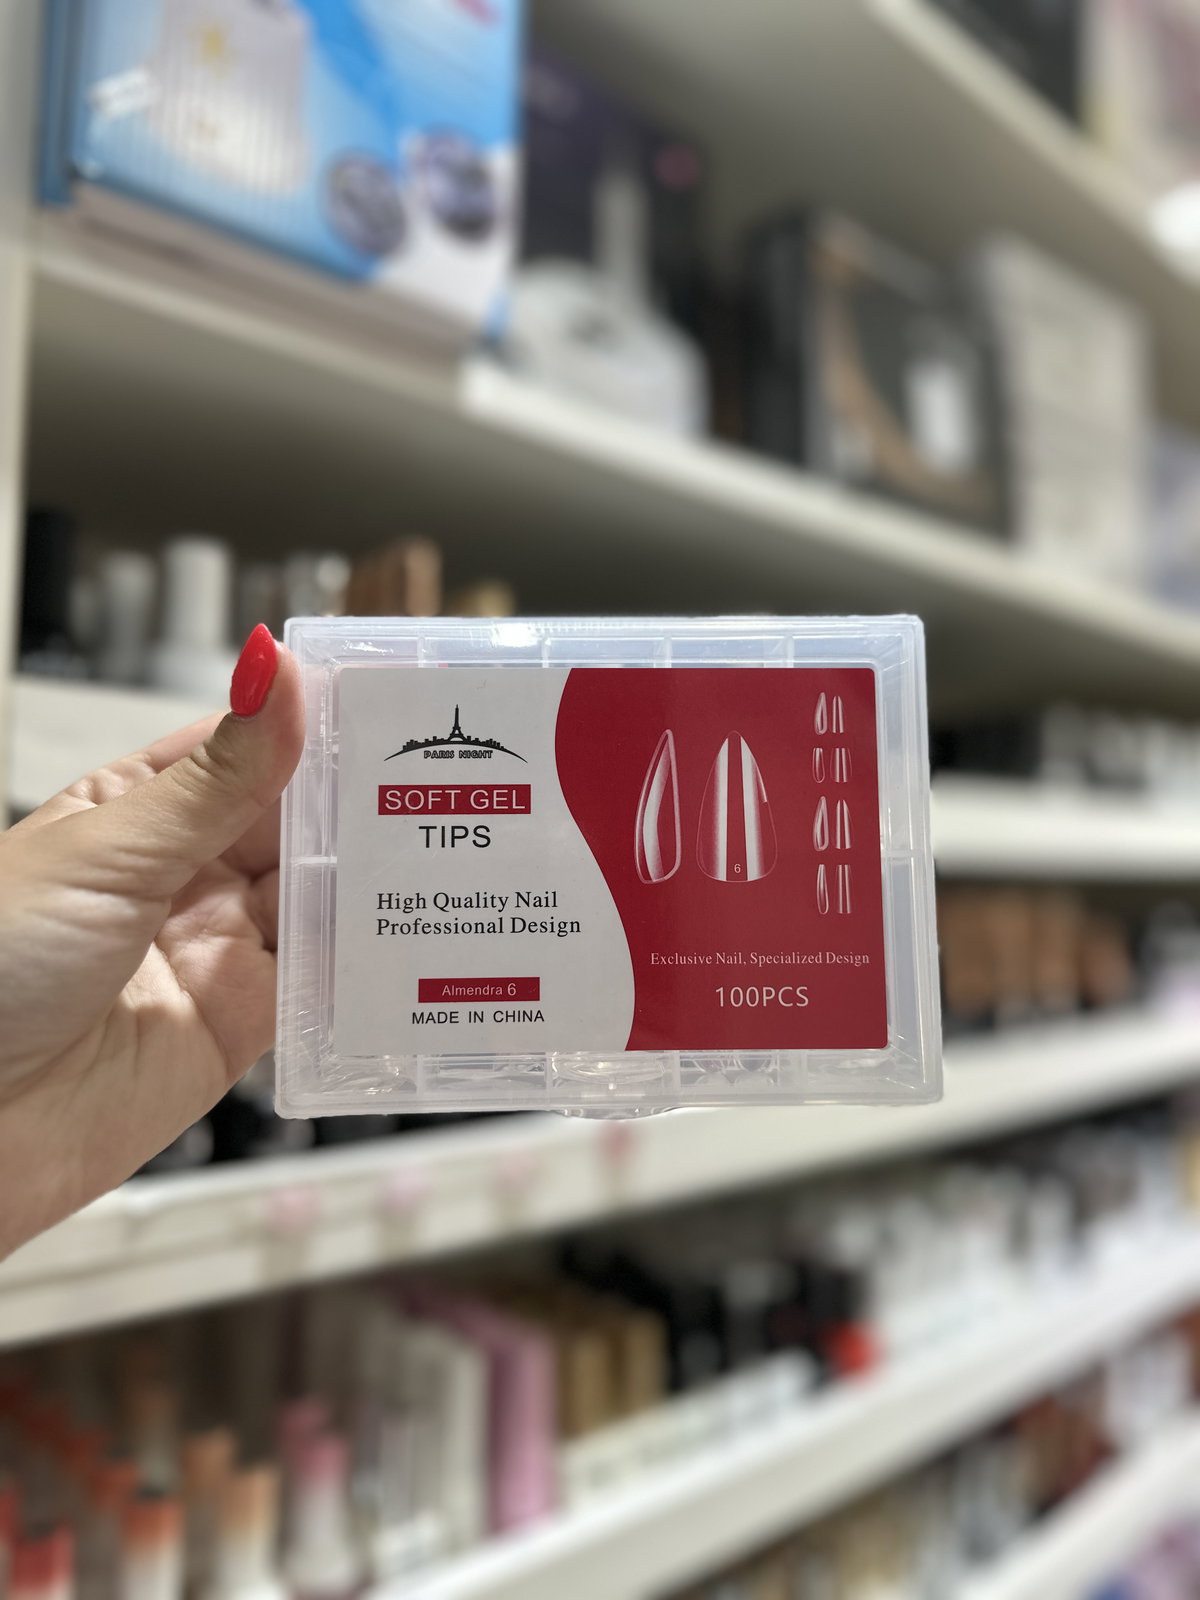 PARIS NIGHT
SOFT GEL
TIPS
High Quality Nail
Professional Design
Almendra 6
MADE IN CHINA
6
Exclusive Nail, Specialized Design
100PCS